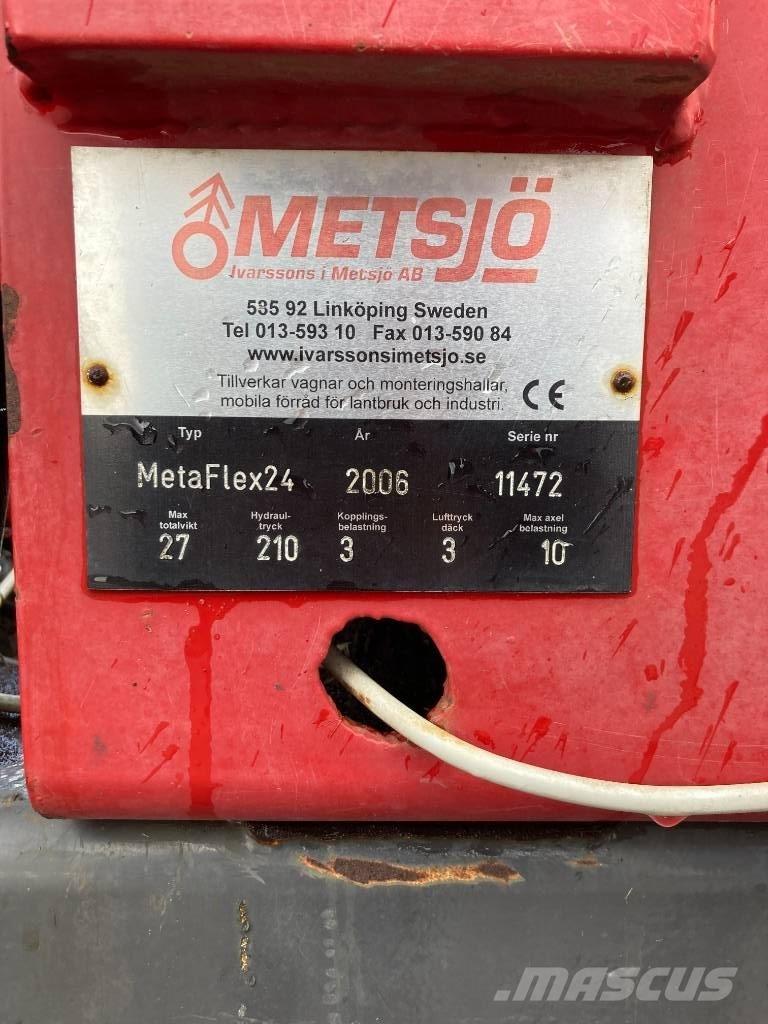 METSJÖ
Ivarssons i Metsjö AB
585 92 Linköping Sweden
Tel 013-593 10 Fax 013-590 84
www.ivarssonsimetsjo.se
Tillverkar vagnar och monteringshallar,
mobila förråd för lantbruk och industri. CE
Typ År Serie nr
MetaFlex24 2006 11472
Max totalvikt Hydraul-tryck Kopplings-belastning Lufttryck däck Max axel belastning
27 210 3 3 10
MASCUS